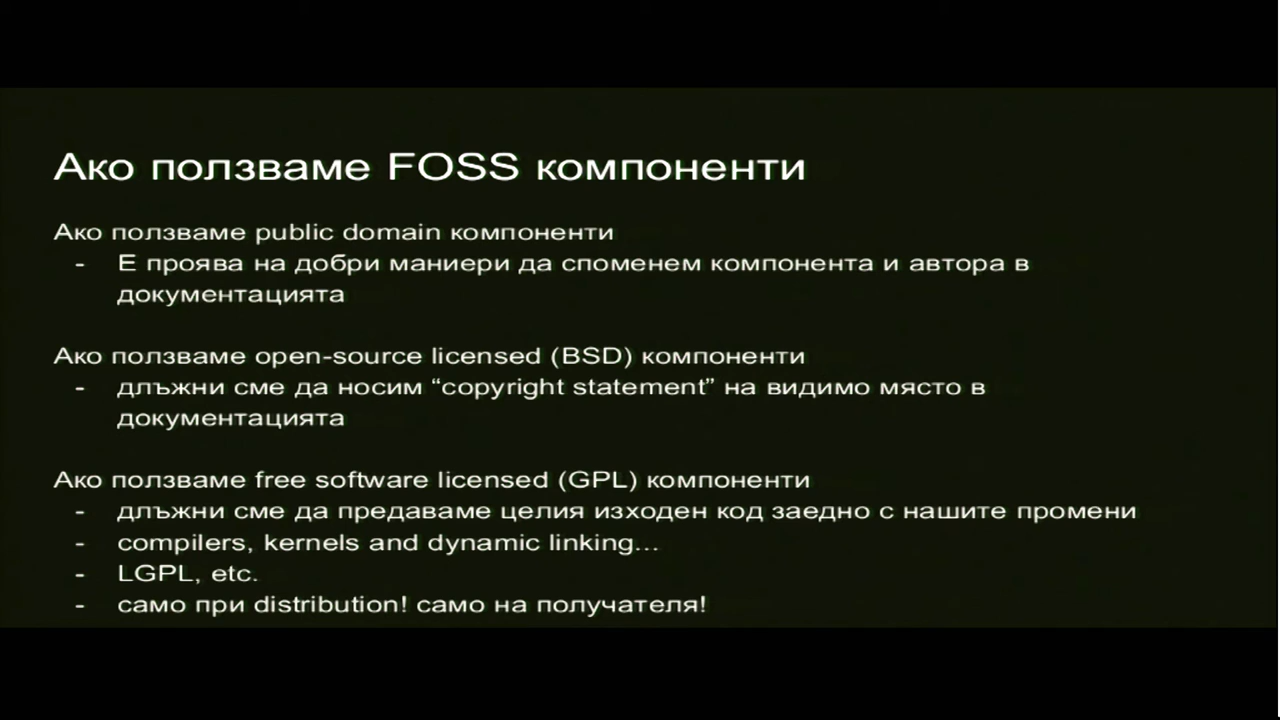 Ако ползваме FOSS компоненти
Ако ползваме public domain компоненти
- Е проява на добри маниери да споменем компонента и автора в
документацията
Ако ползваме open-source licensed (BSD) компоненти
- длъжни сме да носим “copyright statement” на видимо място в
документацията
Ако ползваме free software licensed (GPL) компоненти
- длъжни сме да предаваме целия изходен код заедно с нашите промени
- compilers, kernels and dynamic linking...
- LGPL, etc.
- само при distribution! само на получателя!